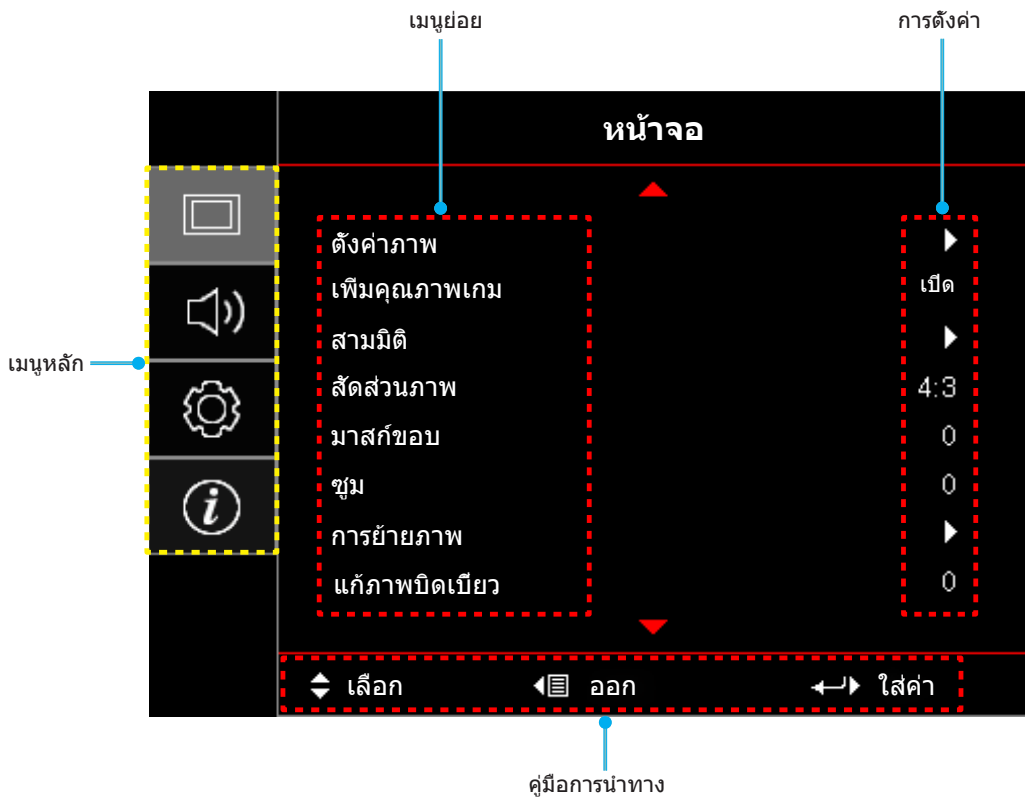 เมนูย่อย
การตั้งค่า
หน้าจอ
ตั้งค่าภาพ
เพิ่มคุณภาพเกม เปิด
สามมิติ
สัดส่วนภาพ 4:3
มาสก์ขอบ 0
ซูม 0
การย้ายภาพ
แก้ภาพบิดเบี้ยว 0
เมนูหลัก
เลือก ออก ใส่ค่า
คู่มือการนำทาง